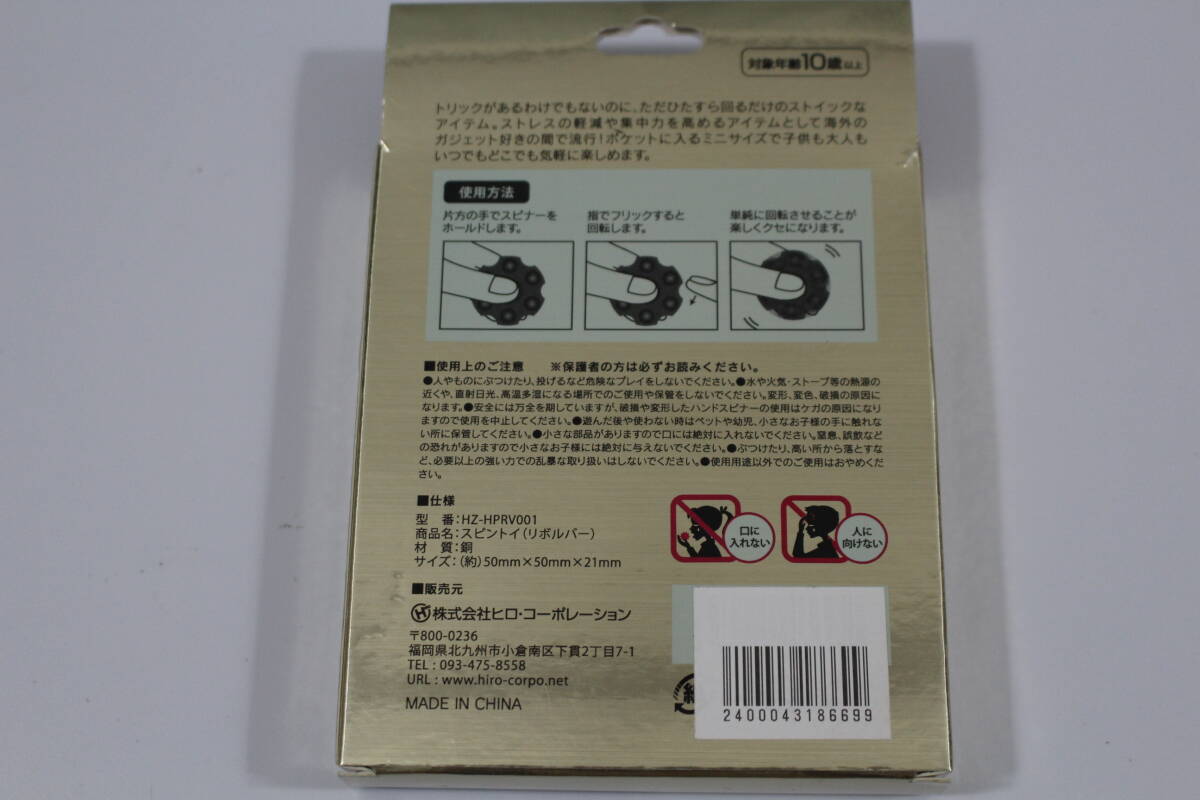 対象年齢10歳以上
トリックがあるわけでもないのに、ただひたすら回るだけのストイックな
アイテム。ストレスの軽減や集中力を高めるアイテムとして海外の
ガジェット好きの間で流行!ポケットに入るミニサイズで子供も大人も
いつでもどこでも気軽に楽しめます。
使用方法
片方の手でスピナーを
ホールドします。
指でフリックすると
回転します。
単純に回転させることが
楽しくクセになります。
■使用上のご注意 ※保護者の方は必ずお読みください。
●人やものにぶつけたり、投げるなど危険なプレイをしないでください。●水や火気・ストーブ等の熱源の
近くや、直射日光、高温多湿になる場所でのご使用や保管をしないでください。変形、変色、破損の原因に
なります。●安全には万全を期していますが、破損や変形したハンドスピナーの使用はケガの原因になり
ますので使用を中止してください。●遊んだ後や使わない時はペットや幼児、小さなお子様の手に触れな
い所に保管してください。●小さな部品がありますので口には絶対に入れないでください。窒息、誤飲など
の恐れがありますので小さなお子様には絶対に与えないでください。●ぶつけたり、高い所から落とすな
ど、必要以上の強い力での乱暴な取り扱いはしないでください。●使用用途以外でのご使用はおやめくだ
さい。
■仕様
型 番:HZ-HPRV001
商品名:スピントイ(リボルバー)
材 質:銅
サイズ:(約)50mm×50mm×21mm
口に
入れない
人に
向けない
■販売元
H 株式会社ヒロ・コーポレーション
〒800-0236
福岡県北九州市小倉南区下貫2丁目7-1
TEL : 093-475-8558
URL : www.hiro-corpo.net
MADE IN CHINA
2400043186699